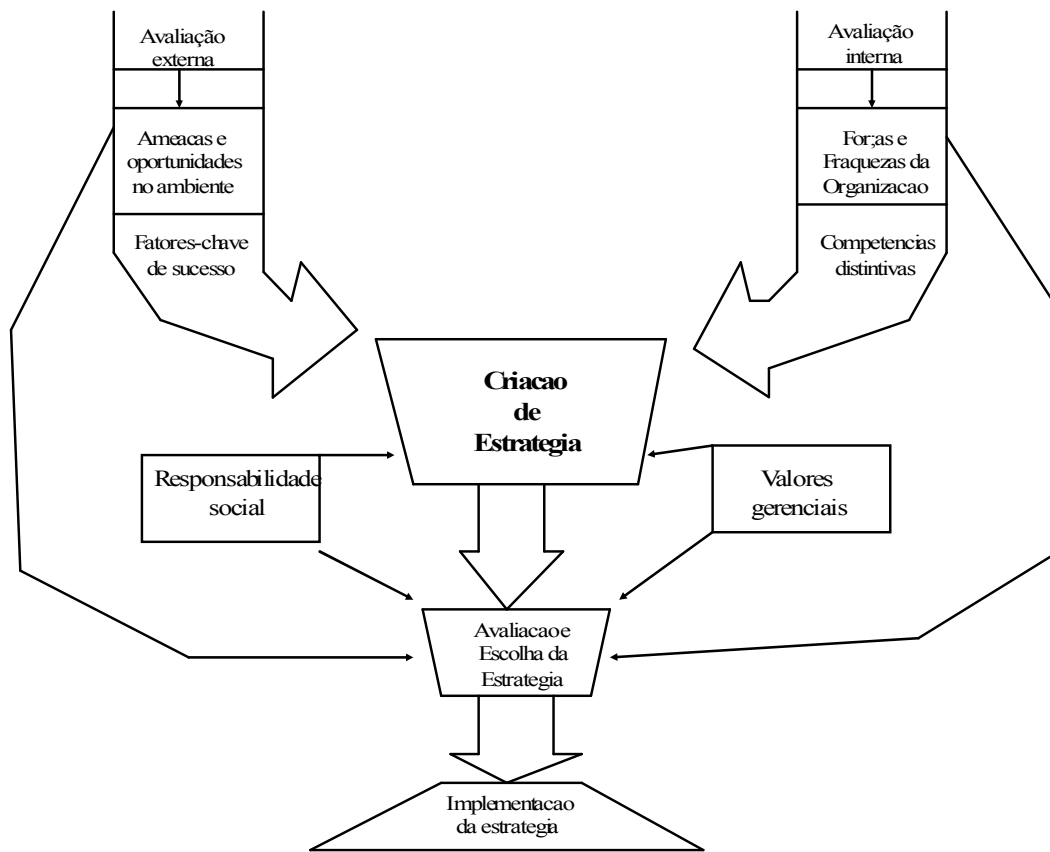 Avaliação
externa
Avaliação
interna
Ameacas e
oportunidades
no ambiente
For;as e
Fraquezas da
Organizacao
Fatores-chave
de sucesso
Competencias
distintivas
Criacao
de
Estrategia
Responsabilidade
social
Valores
gerenciais
Avaliacao e
Escolha da
Estrategia
Implementacao
da estrategia